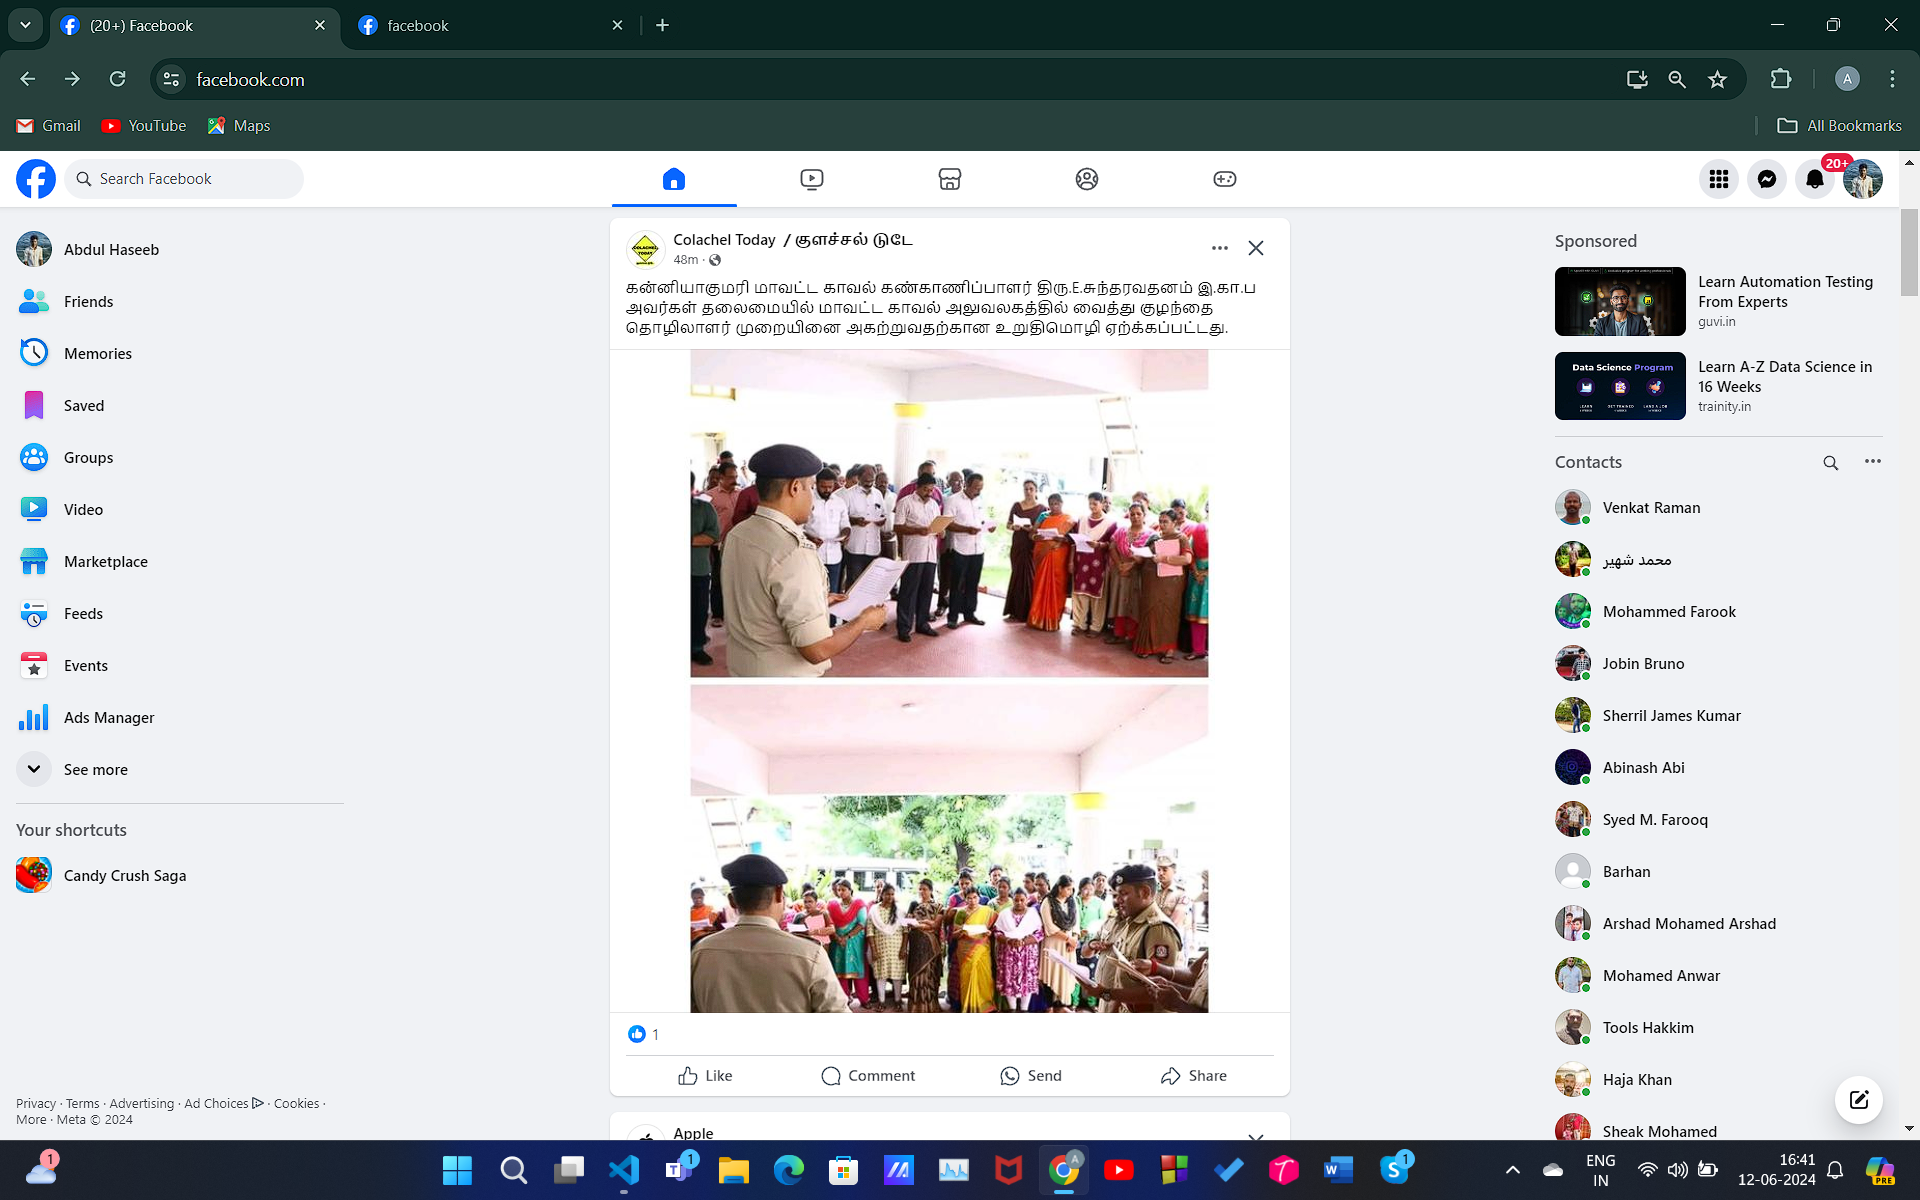 (20+) Facebook
facebook
facebook.com
A
Gmail
YouTube
Maps
All Bookmarks
Search Facebook
20+
Abdul Haseeb
Friends
Memories
Saved
Groups
Video
Marketplace
Feeds
Events
Ads Manager
See more
Your shortcuts
Candy Crush Saga
Privacy · Terms · Advertising · Ad Choices · Cookies ·
More · Meta © 2024
Colachel Today / குளச்சல் டுடே
COLACHEL
TODAY
48m ·
கன்னியாகுமரி மாவட்ட காவல் கண்காணிப்பாளர் திரு.E.சுந்தரவதனம் இ.கா.ப
அவர்கள் தலைமையில் மாவட்ட காவல் அலுவலகத்தில் வைத்து குழந்தை
தொழிலாளர் முறையினை அகற்றுவதற்கான உறுதிமொழி ஏற்க்கப்பட்டது.
1
Like
Comment
Send
Share
Apple
Sponsored
Learn Automation Testing
From Experts
guvi.in
Data Science Program
Learn A-Z Data Science in
16 Weeks
trainity.in
Contacts
Venkat Raman
محمد شهير
Mohammed Farook
Jobin Bruno
Sherril James Kumar
Abinash Abi
Syed M. Farooq
Barhan
Arshad Mohamed Arshad
Mohamed Anwar
Tools Hakkim
Haja Khan
Sheak Mohamed
1
1
A
1
ENG
IN
16:41
12-06-2024
PRE